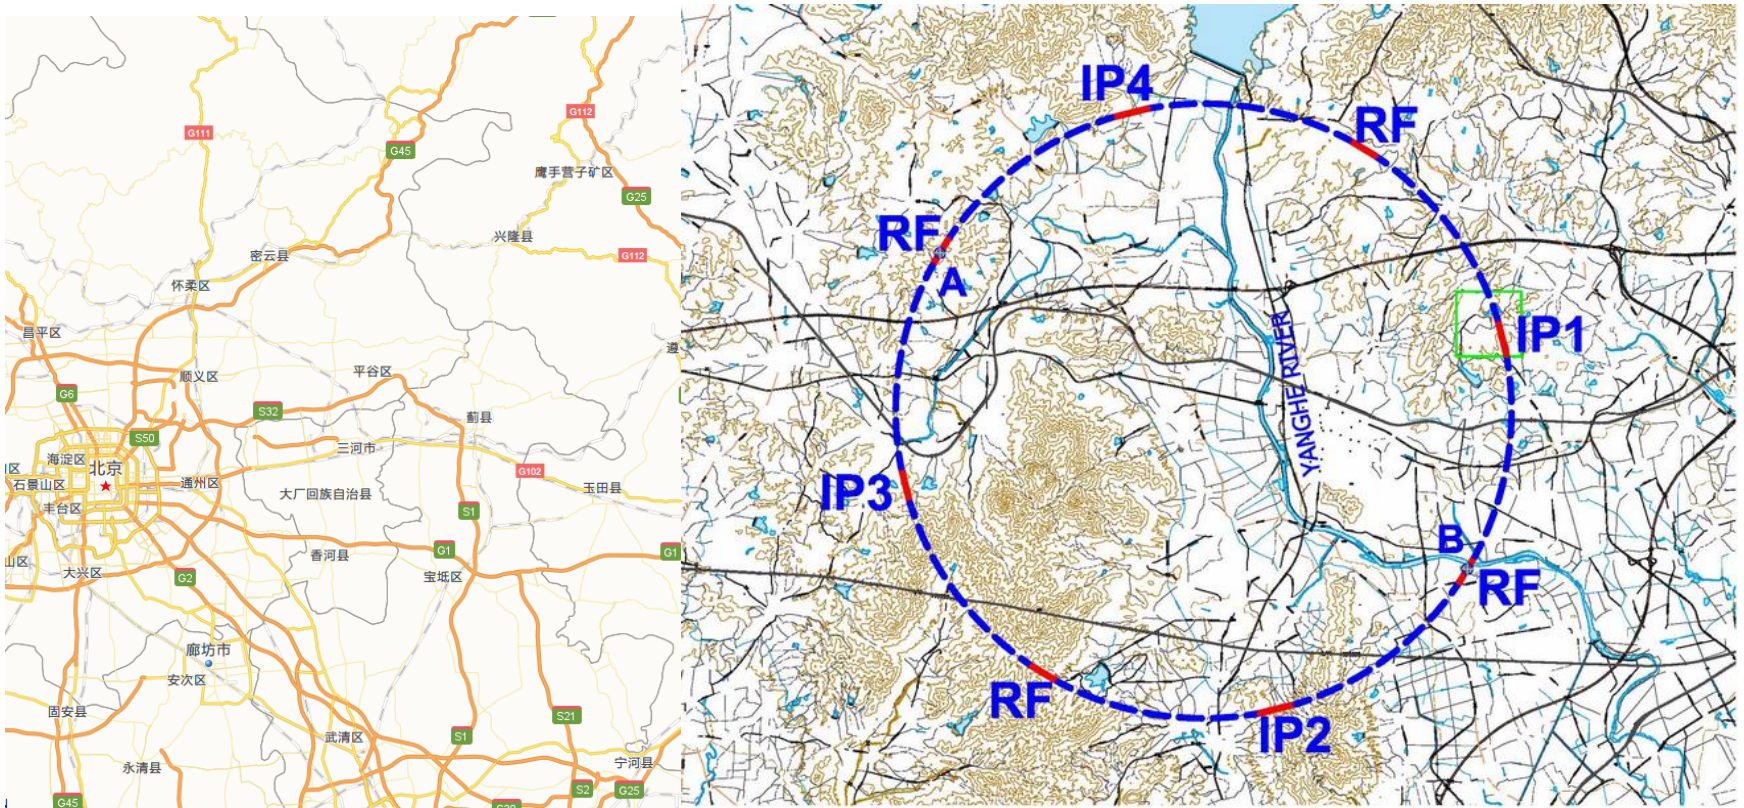 G111
G112
G45
鹰手营子矿区
G25
兴隆县
G112
密云县
怀柔区
昌平区
遵
顺义区
平谷区
G6
S32
蓟县
S50
三河市
海淀区
北京
区
G102
石景山区
通州区
大厂回族自治县
玉田县
丰台区
S1
香河县
G1
G1
山区
大兴区
G2
宝坻区
廊坊市
安次区
固安县
S21
武清区
S1
永清县
宁河县
S2
G25
G45
IP4
RF
RF
A
IP1
YANGHE RIVER
IP3
B
RF
RF
IP2